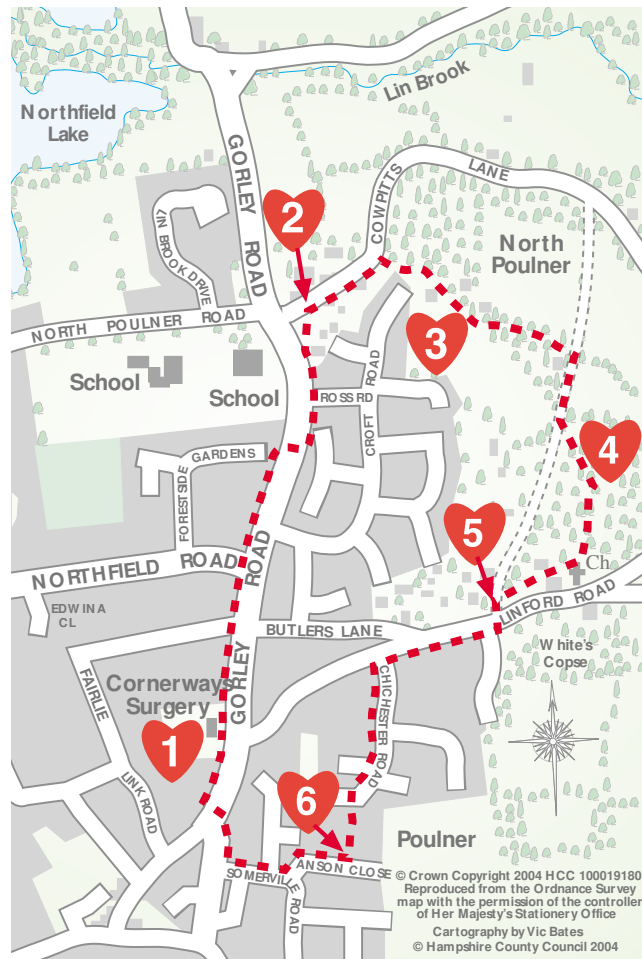 Northfield
Lake
Lin Brook
GORLEY ROAD
COWPITTS
LANE
2
LIN BROOK DRIVE
North
Poulner
NORTH POULNER ROAD
3
School
School
ROSS RD
CROFT ROAD
4
FORESTSIDE
GARDENS
5
NORTHFIELD ROAD
ROAD
Ch
EDWINA
CL
LINFORD ROAD
BUTLERS LANE
White's
Copse
FAIRLIE
Cornerways
Surgery
GORLEY
CHICHESTER ROAD
1
LINK ROAD
6
Poulner
SOMERVILLE ROAD
ANSON CLOSE
© Crown Copyright 2004 HCC 100019180
Reproduced from the Ordnance Survey
map with the permission of the controller
of Her Majesty's Stationery Office
Cartography by Vic Bates
© Hampshire County Council 2004